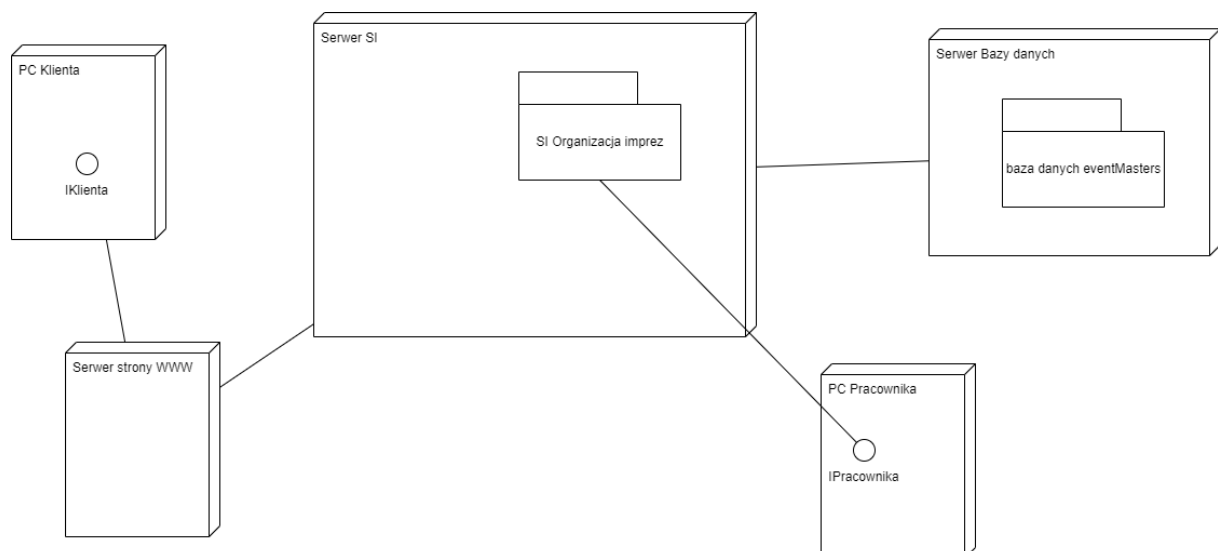 Serwer SI
Serwer Bazy danych
PC Klienta
SI Organizacja imprez
baza danych eventMasters
IKlienta
Serwer strony WWW
PC Pracownika
IPracownika